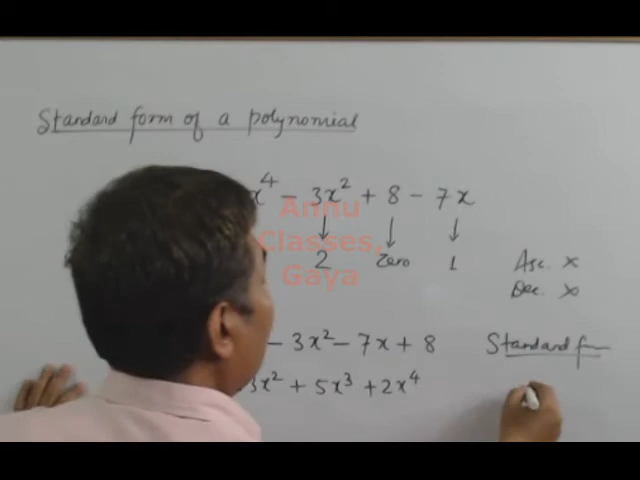 Standard form of a polynomial
x⁴ - 3x² + 8 - 7x
↓ ↓ ↓
2 Zero 1 Asc. ×
Dec. ×
- 3x² - 7x + 8 Standard
3x² + 5x³ + 2x⁴
Annu
Classes,
Gaya